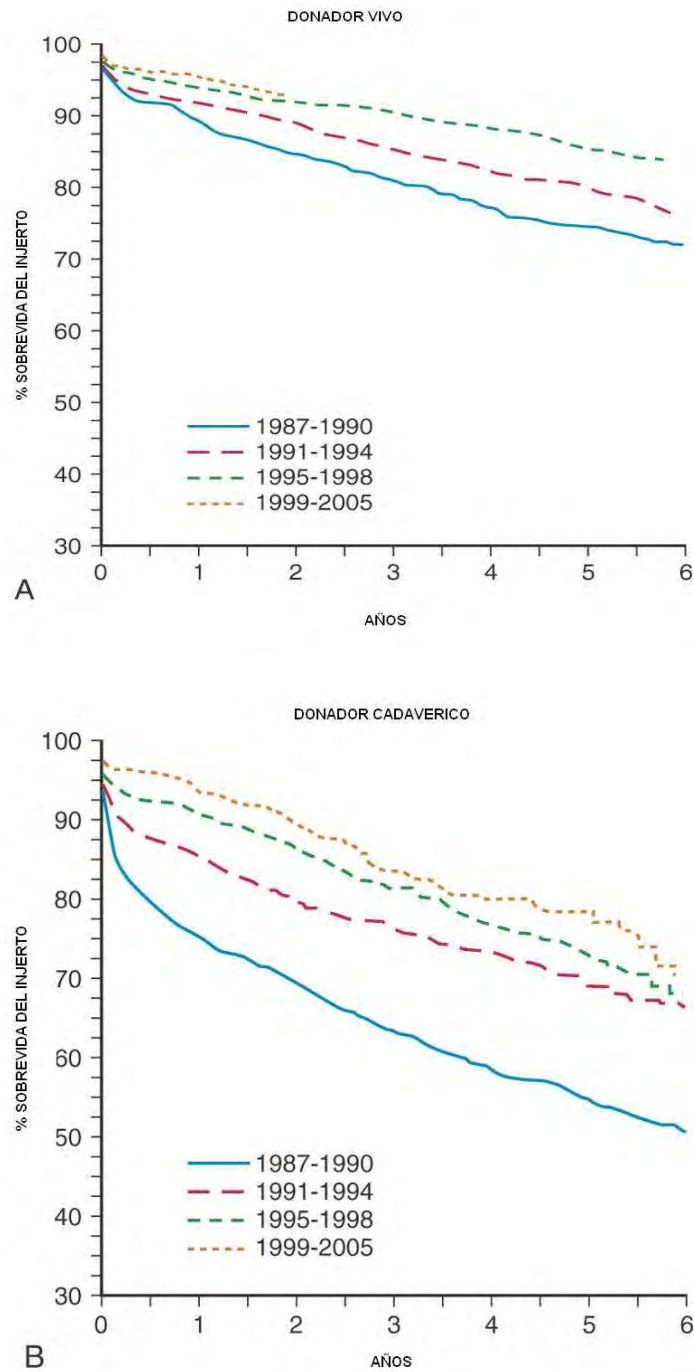 DONADOR VIVO
100
90
80
70
60
50
40
30
% SOBREVIDA DEL INJERTO
1987-1990
1991-1994
1995-1998
1999-2005
0 1 2 3 4 5 6
A
AÑOS
DONADOR CADAVERICO
100
90
80
70
60
50
40
30
% SOBREVIDA DEL INJERTO
1987-1990
1991-1994
1995-1998
1999-2005
0 1 2 3 4 5 6
B
AÑOS